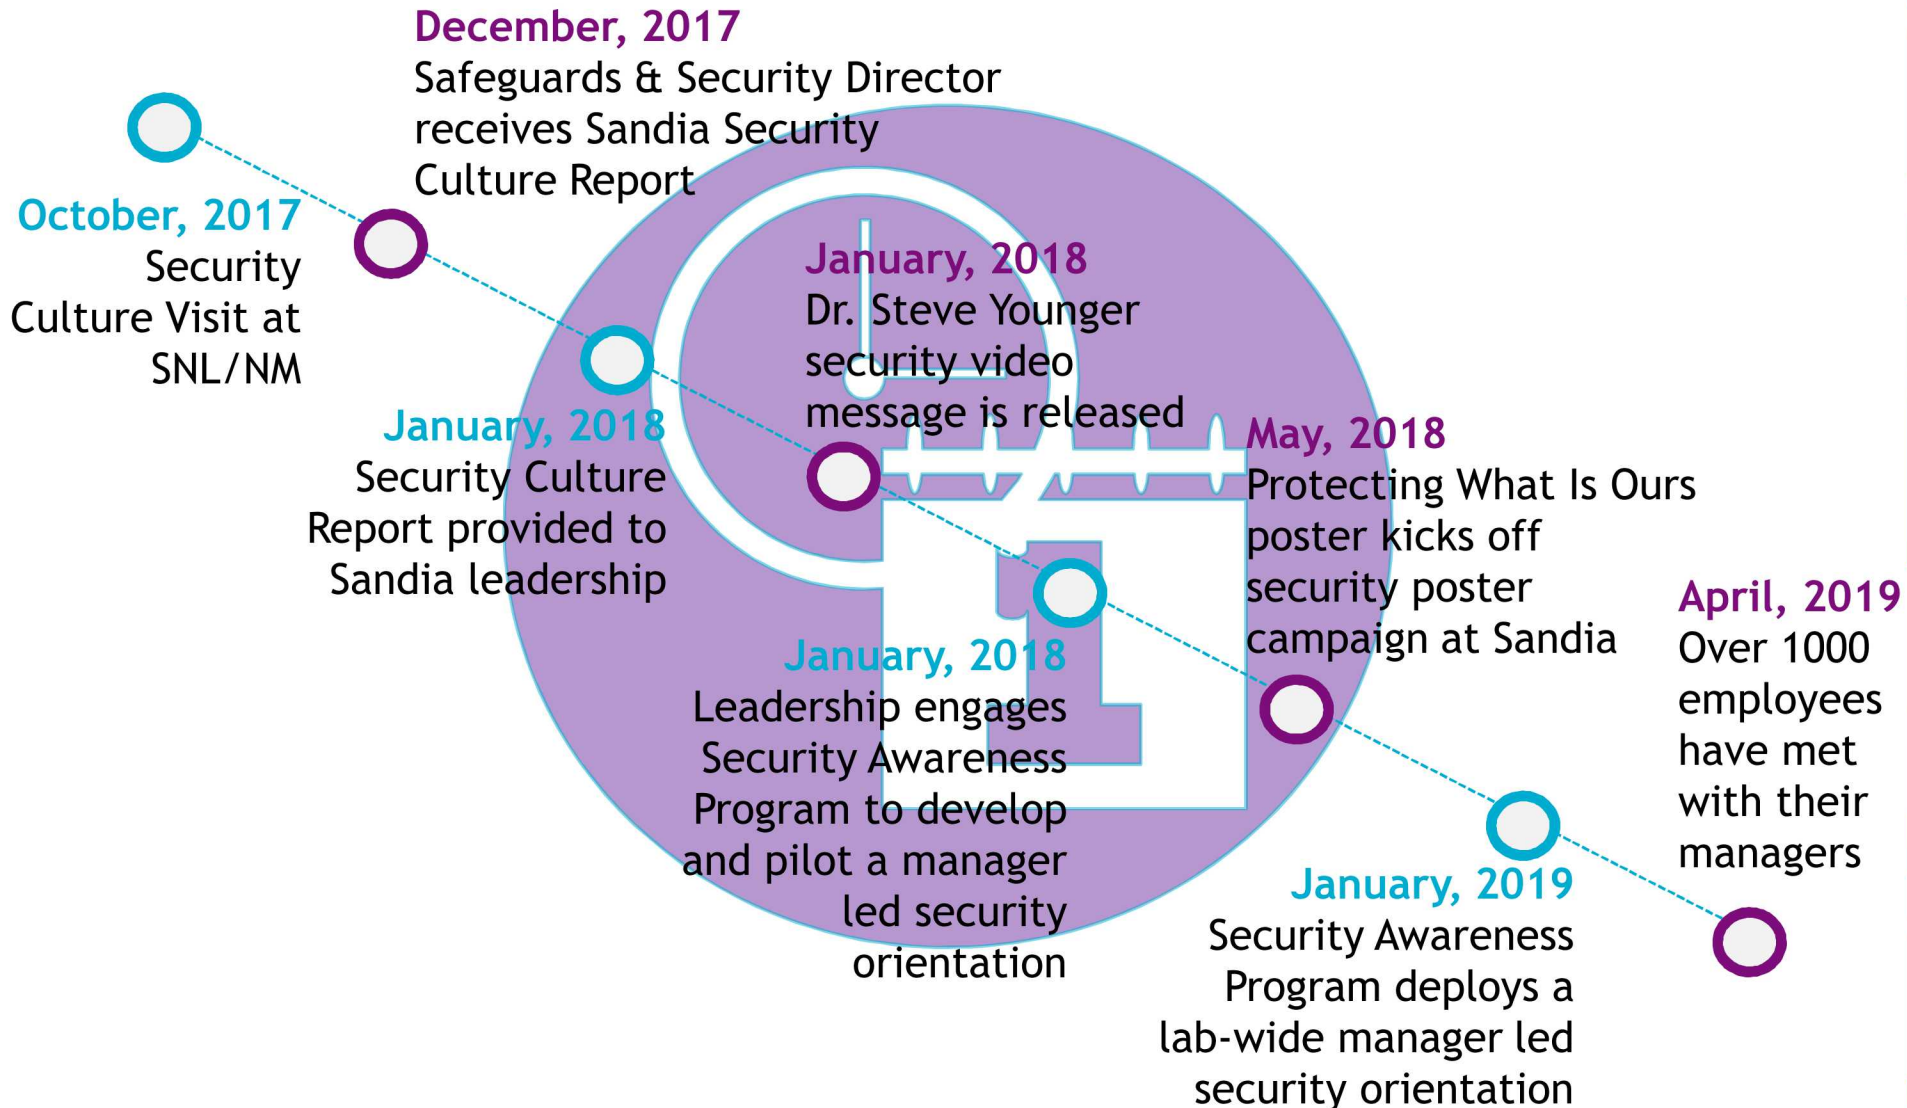 October, 2017
Security
Culture Visit at
SNL/NM
December, 2017
Safeguards & Security Director
receives Sandia Security
Culture Report
January, 2018
Security Culture
Report provided to
Sandia leadership
January, 2018
Dr. Steve Younger
security video
message is released
January, 2018
Leadership engages
Security Awareness
Program to develop
and pilot a manager
led security
orientation
May, 2018
Protecting What Is Ours
poster kicks off
security poster
campaign at Sandia
January, 2019
Security Awareness
Program deploys a
lab-wide manager led
security orientation
April, 2019
Over 1000
employees
have met
with their
managers
1